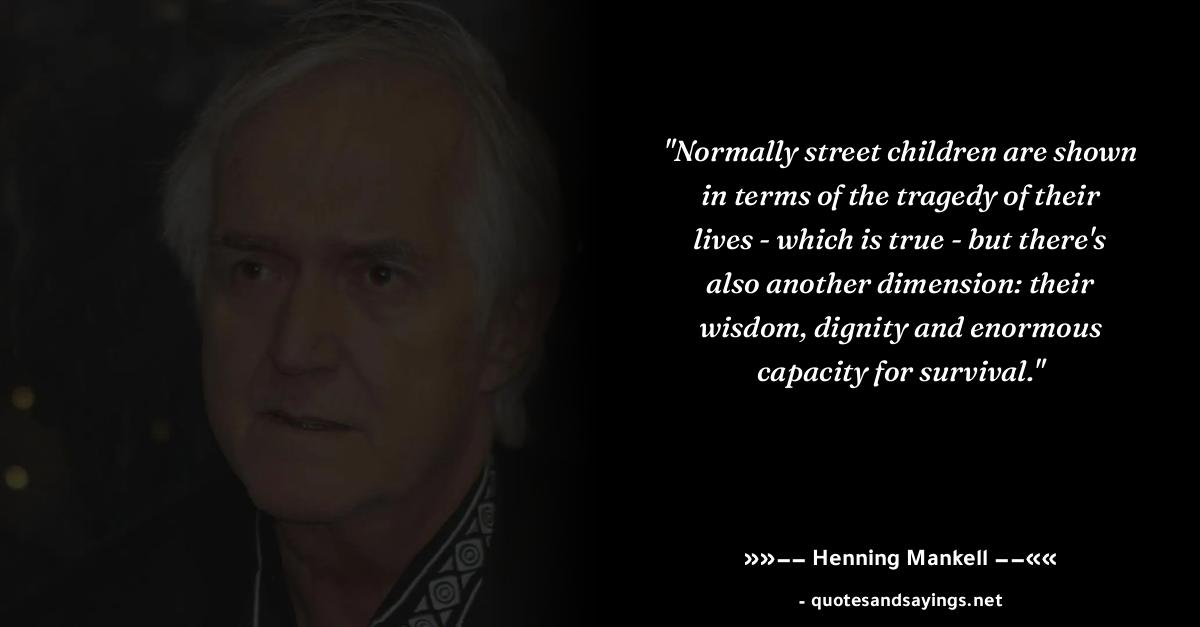 "Normally street children are shown
in terms of the tragedy of their
lives - which is true - but there's
also another dimension: their
wisdom, dignity and enormous
capacity for survival."
»»–– Henning Mankell ––««
- quotesandsayings.net